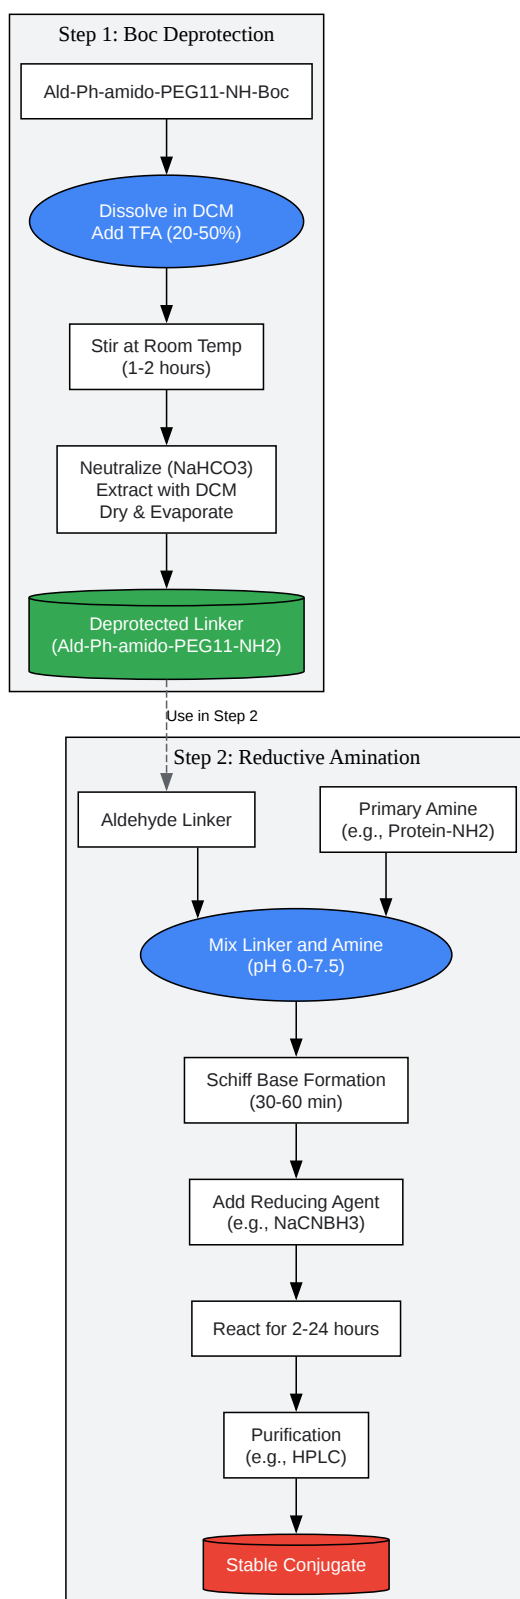 Step 1: Boc Deprotection
Ald-Ph-amido-PEG11-NH-Boc
Dissolve in DCM
Add TFA (20-50%)
Stir at Room Temp
(1-2 hours)
Neutralize (NaHCO3)
Extract with DCM
Dry & Evaporate
Deprotected Linker
(Ald-Ph-amido-PEG11-NH2)
Use in Step 2
Step 2: Reductive Amination
Aldehyde Linker
Primary Amine
(e.g., Protein-NH2)
Mix Linker and Amine
(pH 6.0-7.5)
Schiff Base Formation
(30-60 min)
Add Reducing Agent
(e.g., NaCNBH3)
React for 2-24 hours
Purification
(e.g., HPLC)
Stable Conjugate